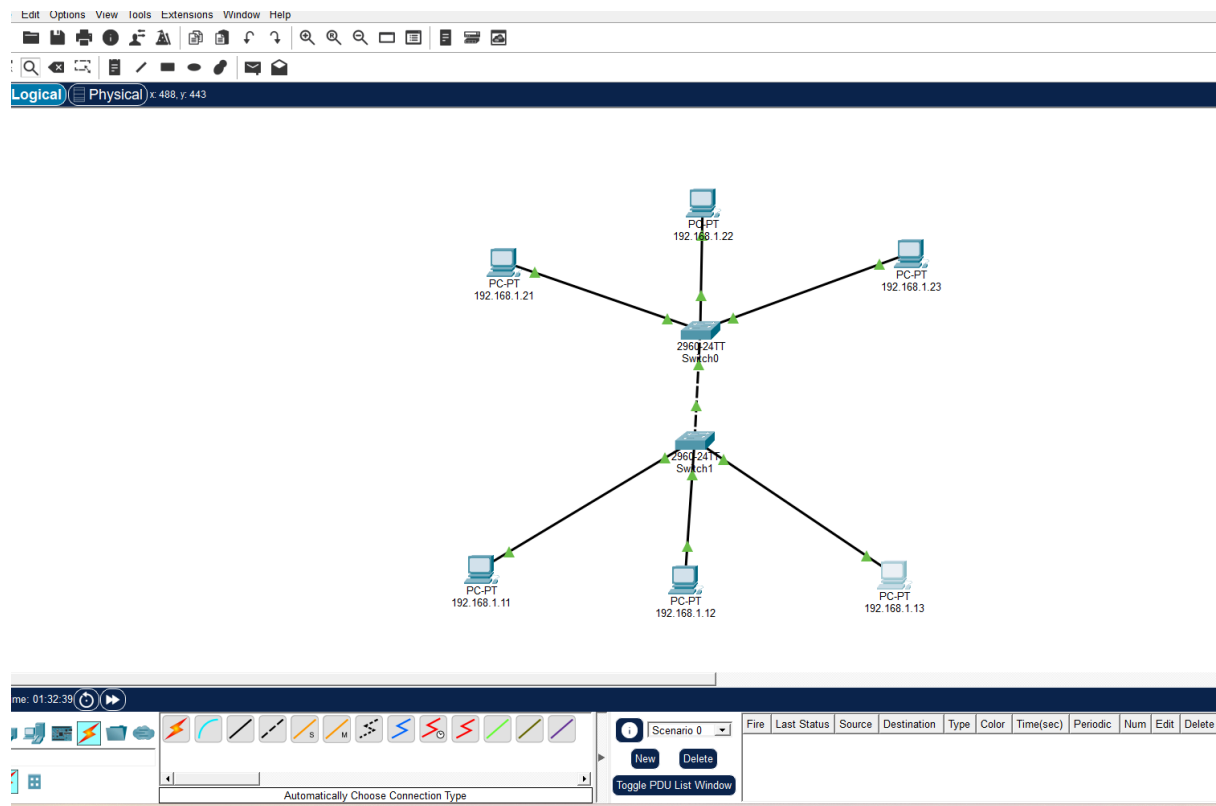 Edit Options View Tools Extensions Window Help
Logical Physical x: 488, y: 443
PC-PT
192.168.1.22
PC-PT
192.168.1.21
PC-PT
192.168.1.23
2960-24TT
Switch0
2960-24TT
Switch1
PC-PT
192.168.1.11
PC-PT
192.168.1.12
PC-PT
192.168.1.13
me: 01:32:39
S M
Scenario 0
Fire Last Status Source Destination Type Color Time(sec) Periodic Num Edit Delete
New Delete
Toggle PDU List Window
Automatically Choose Connection Type